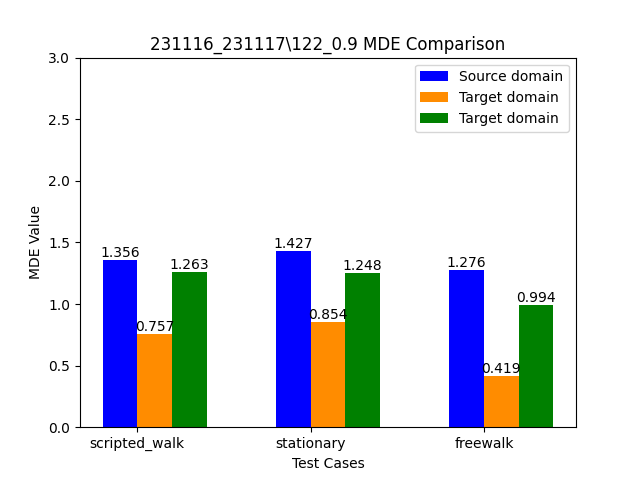 231116_231117\122_0.9 MDE Comparison
Source domain
Target domain
Target domain
MDE Value
3.0
2.5
2.0
1.5
1.0
0.5
0.0
1.356
0.757
1.263
1.427
0.854
1.248
1.276
0.419
0.994
scripted_walk
stationary
freewalk
Test Cases